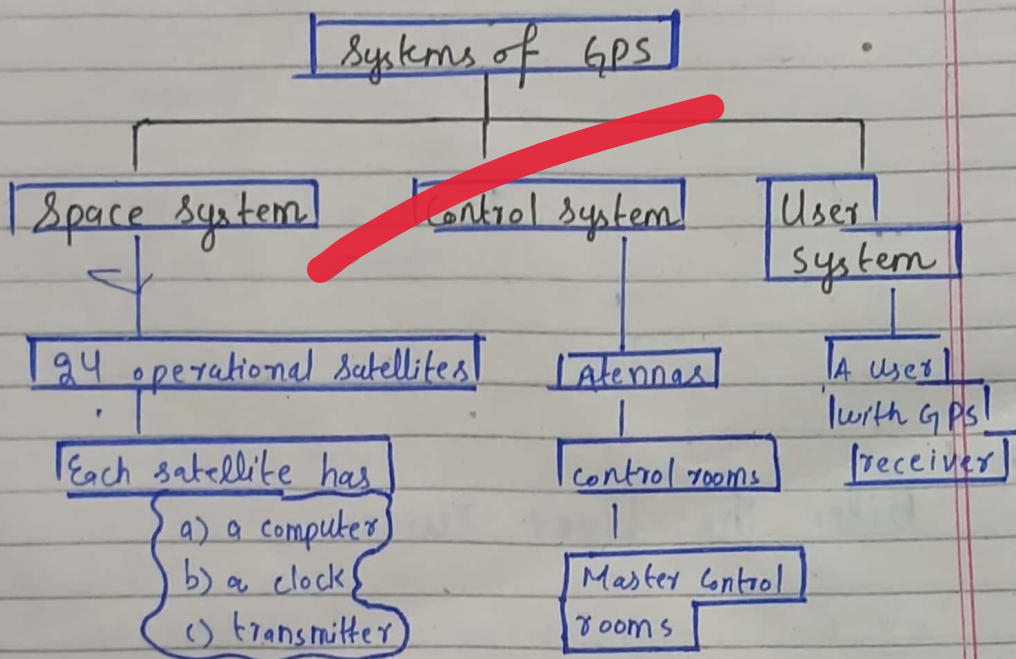 Systems of GPS
Space System
Control System
User
System
24 operational Satellites
Atennas
A user
with GPS
receiver
Each satellite has
a) a computer
b) a clock
c) transmitter
Control rooms
Master Control
rooms